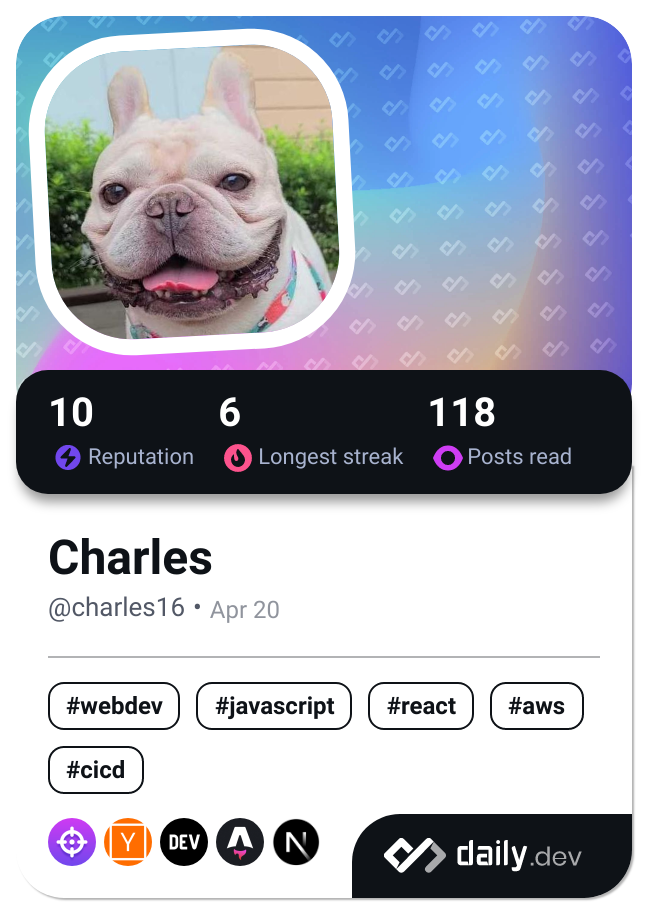 10 6 118
Reputation Longest streak Posts read
Charles
@charles16 • Apr 20
#webdev #javascript #react #aws
#cicd
Y DEV A N daily.dev